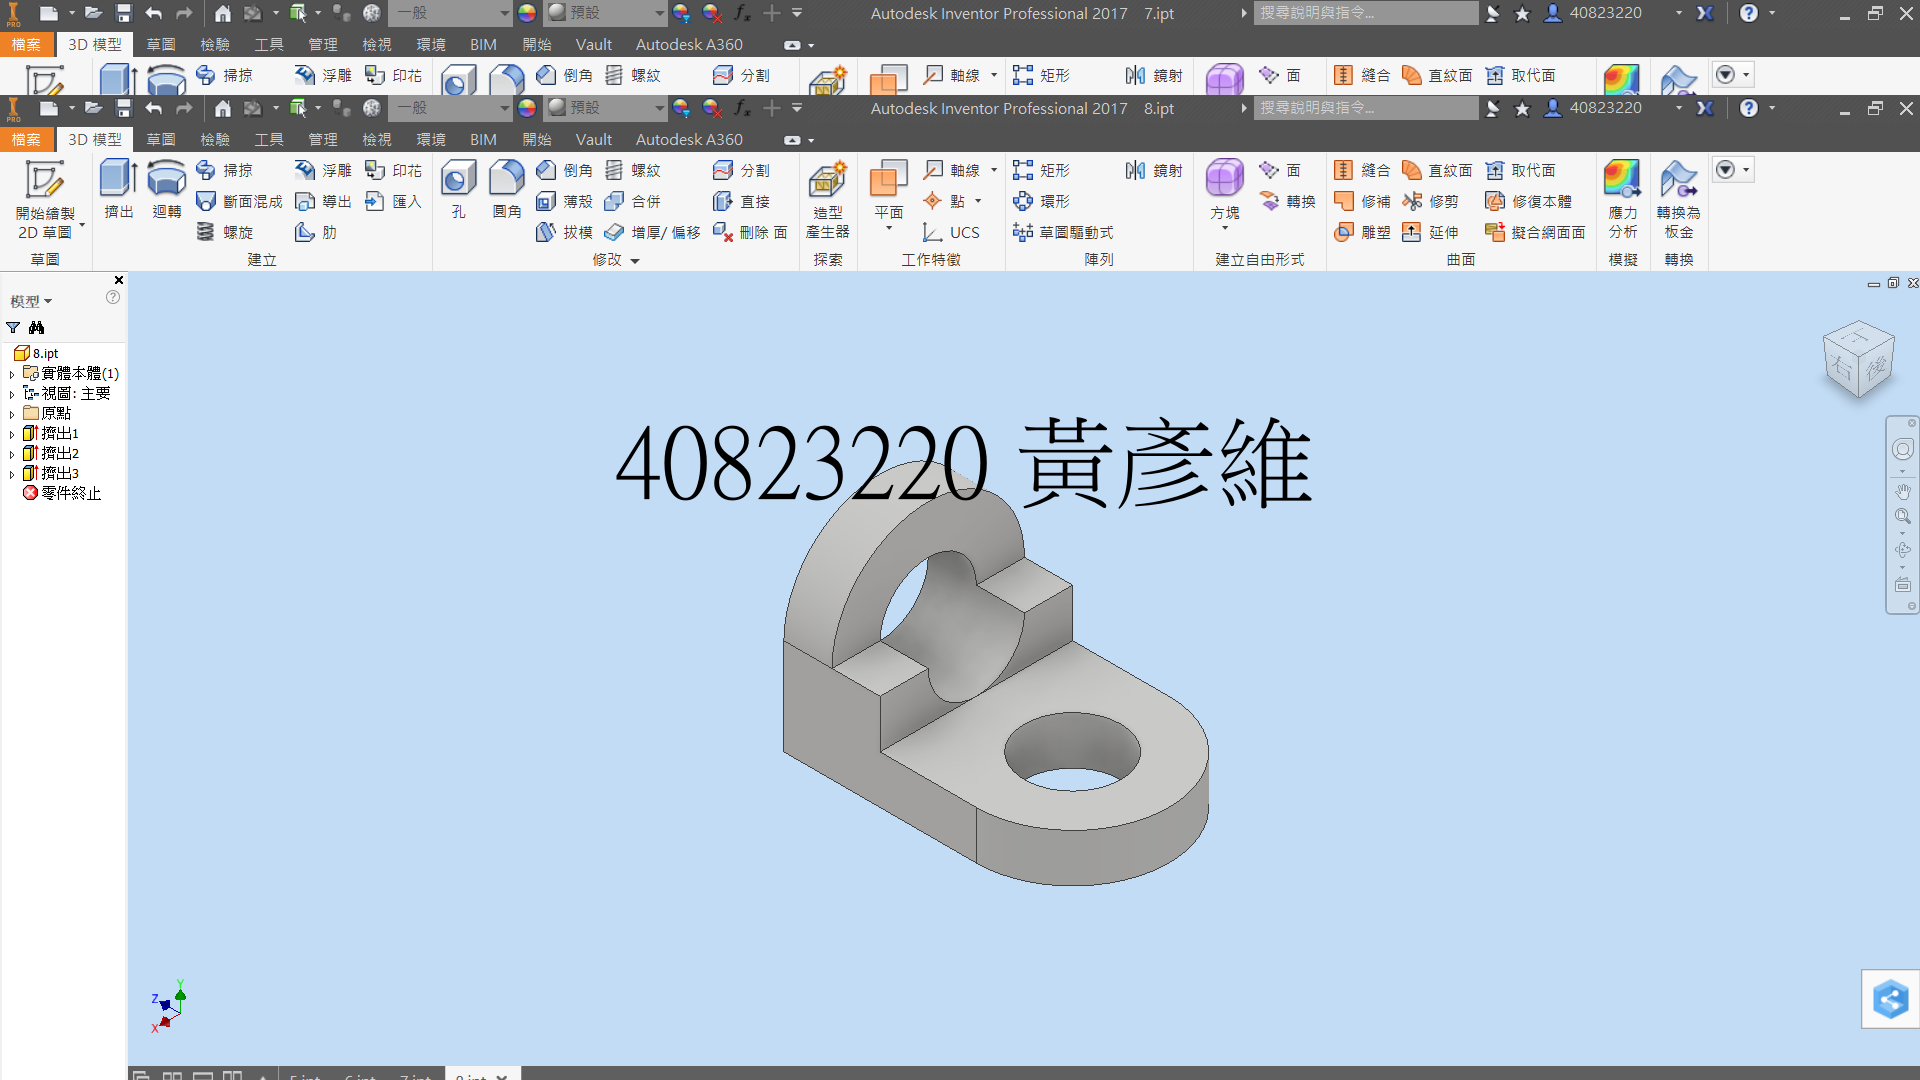 PRO 一般 預設 fx Autodesk Inventor Professional 2017 7.ipt 搜尋說明與指令... 40823220
檔案 3D 模型 草圖 檢驗 工具 管理 檢視 環境 BIM 開始 Vault Autodesk A360
掃掠 浮雕 印花 倒角 螺紋 分割 軸線 矩形 鏡射 面 縫合 直紋面 取代面
PRO 一般 預設 fx Autodesk Inventor Professional 2017 8.ipt 搜尋說明與指令... 40823220
檔案 3D 模型 草圖 檢驗 工具 管理 檢視 環境 BIM 開始 Vault Autodesk A360
掃掠 浮雕 印花 倒角 螺紋 分割 軸線 矩形 鏡射 面 縫合 直紋面 取代面
開始繪製 擠出 迴轉 斷面混成 導出 匯入 孔 圓角 薄殼 合併 直接 造型 平面 點 環形 方塊 轉換 修補 修剪 修復本體 應力 轉換為
2D 草圖 螺旋 肋 拔模 增厚/ 偏移 刪除 面 產生器 UCS 草圖驅動式 雕塑 延伸 擬合網面面 分析 板金
草圖 建立 修改 探索 工作特徵 陣列 建立自由形式 曲面 模擬 轉換
模型
8.ipt
實體本體(1)
視圖: 主要
原點
擠出1
擠出2
擠出3
零件終止
40823220 黃彥維
上
右 後
Y
Z
X
5.ipt 6.ipt 7.ipt 8.ipt